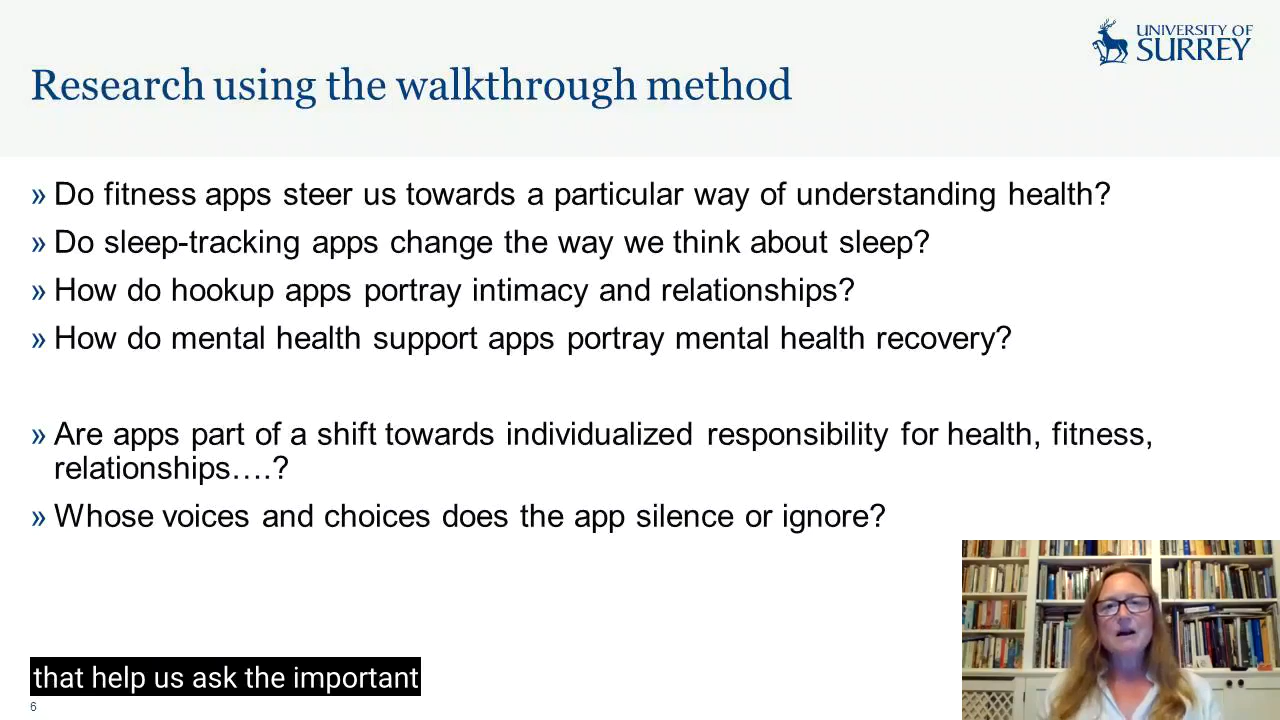 UNIVERSITY OF
SURREY
Research using the walkthrough method
» Do fitness apps steer us towards a particular way of understanding health?
» Do sleep-tracking apps change the way we think about sleep?
» How do hookup apps portray intimacy and relationships?
» How do mental health support apps portray mental health recovery?
» Are apps part of a shift towards individualized responsibility for health, fitness,
relationships….?
» Whose voices and choices does the app silence or ignore?
that help us ask the important
6